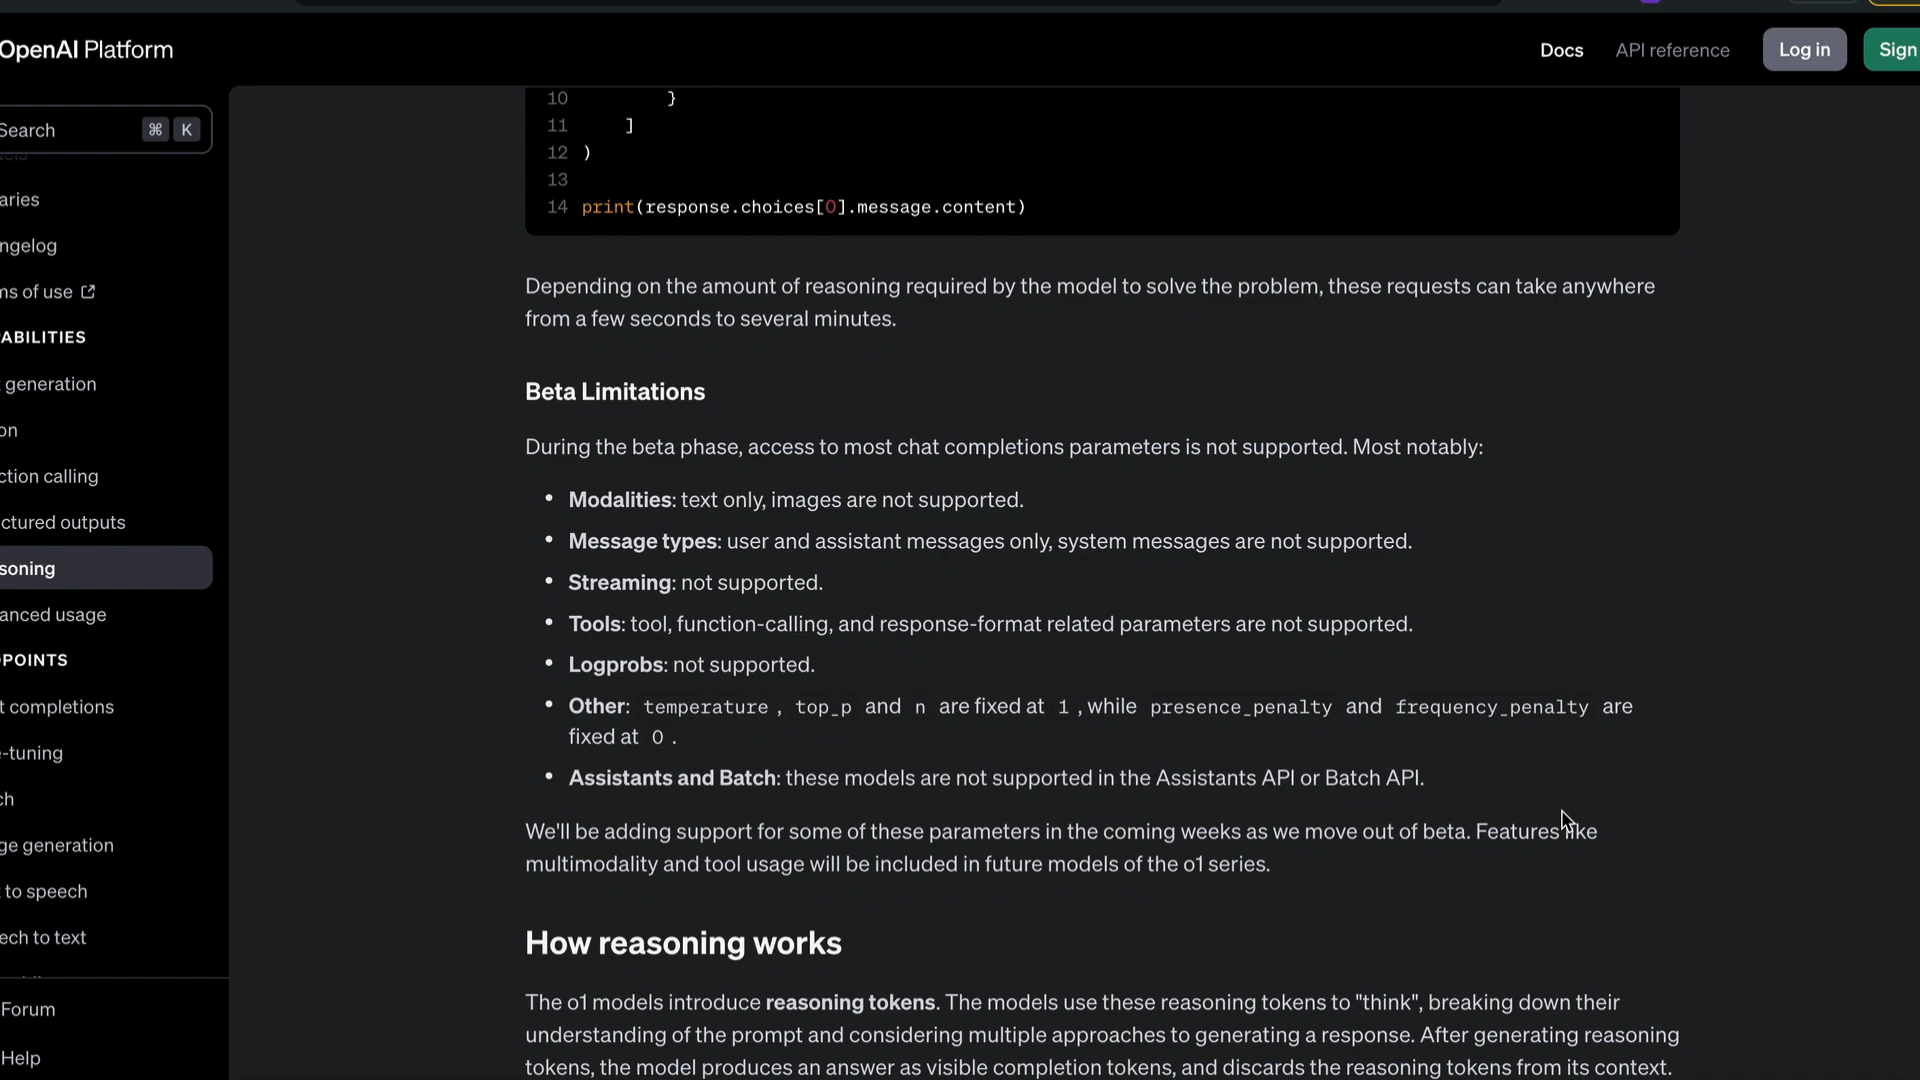 OpenAI Platform
Docs
API reference
Log in
Sign
Search
⌘ K
aries
ngelog
ms of use
ABILITIES
generation
on
ction calling
ctured outputs
soning
anced usage
POINTS
t completions
e-tuning
ch
ge generation
t to speech
ech to text
Forum
Help
10 }
11 ]
12 )
13
14 print(response.choices[0].message.content)
Depending on the amount of reasoning required by the model to solve the problem, these requests can take anywhere
from a few seconds to several minutes.
Beta Limitations
During the beta phase, access to most chat completions parameters is not supported. Most notably:
• Modalities: text only, images are not supported.
• Message types: user and assistant messages only, system messages are not supported.
• Streaming: not supported.
• Tools: tool, function-calling, and response-format related parameters are not supported.
• Logprobs: not supported.
• Other: temperature, top_p and n are fixed at 1, while presence_penalty and frequency_penalty are
fixed at 0.
• Assistants and Batch: these models are not supported in the Assistants API or Batch API.
We'll be adding support for some of these parameters in the coming weeks as we move out of beta. Features like
multimodality and tool usage will be included in future models of the o1 series.
How reasoning works
The o1 models introduce reasoning tokens. The models use these reasoning tokens to "think", breaking down their
understanding of the prompt and considering multiple approaches to generating a response. After generating reasoning
tokens, the model produces an answer as visible completion tokens, and discards the reasoning tokens from its context.